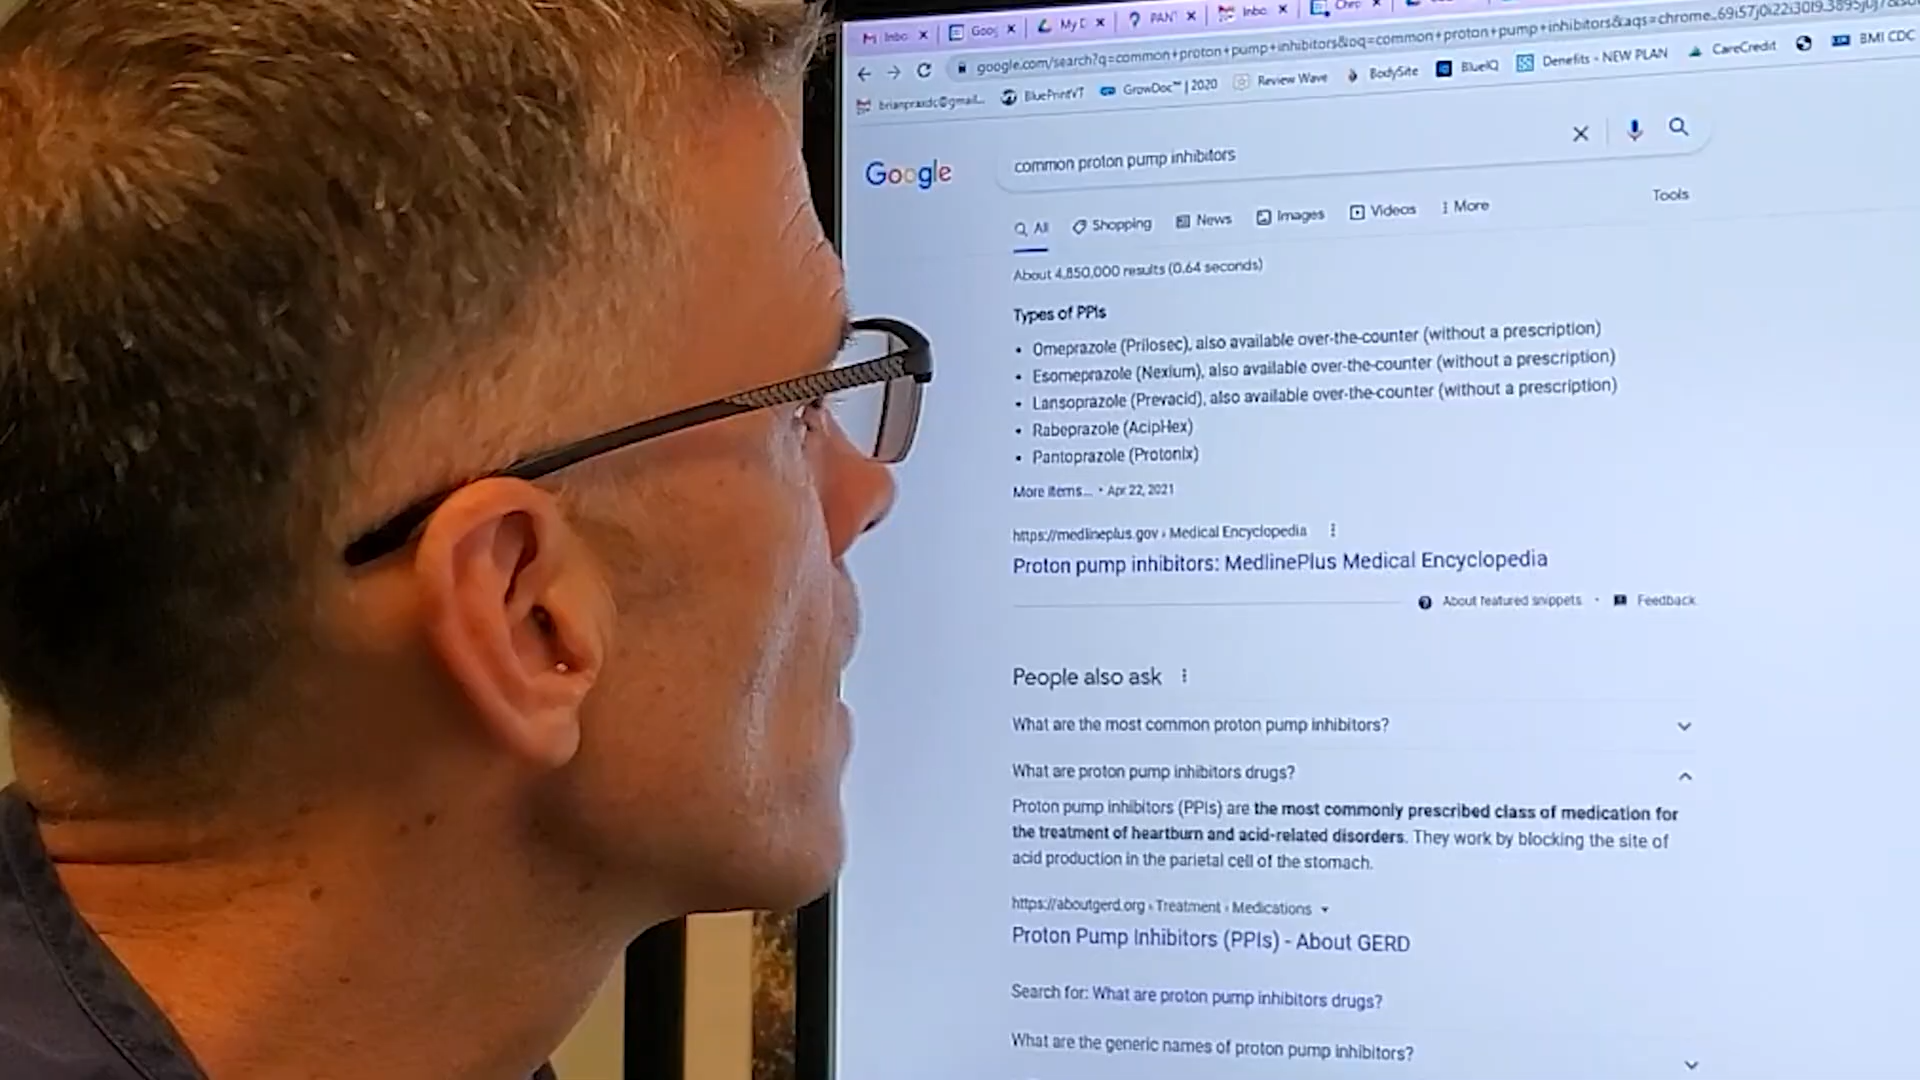 Inbc
Goog
My D
PAN
Inbc
Chrc
google.com/search?q=common+proton+pump+inhibitors&oq=common+proton+pump+inhibitors&aqs=chrome..69i57j0i22i30l9.3895j0j7&
BluePrintVT
GrowDoc™ | 2020
Review Wave
BodySite
BlueIQ
Denefits - NEW PLAN
CareCredit
BMI CDC
Google
common proton pump inhibitors
All
Shopping
News
Images
Videos
More
Tools
About 4,850,000 results (0.64 seconds)
Types of PPIs
• Omeprazole (Prilosec), also available over-the-counter (without a prescription)
• Esomeprazole (Nexium), also available over-the-counter (without a prescription)
• Lansoprazole (Prevacid), also available over-the-counter (without a prescription)
• Rabeprazole (AcipHex)
• Pantoprazole (Protonix)
More items... • Apr 22, 2021
https://medlineplus.gov › Medical Encyclopedia
Proton pump inhibitors: MedlinePlus Medical Encyclopedia
About featured snippets • Feedback
People also ask
What are the most common proton pump inhibitors?
What are proton pump inhibitors drugs?
Proton pump inhibitors (PPIs) are the most commonly prescribed class of medication for
the treatment of heartburn and acid-related disorders. They work by blocking the site of
acid production in the parietal cell of the stomach.
https://aboutgerd.org › Treatment › Medications
Proton Pump Inhibitors (PPIs) - About GERD
Search for: What are proton pump inhibitors drugs?
What are the generic names of proton pump inhibitors?